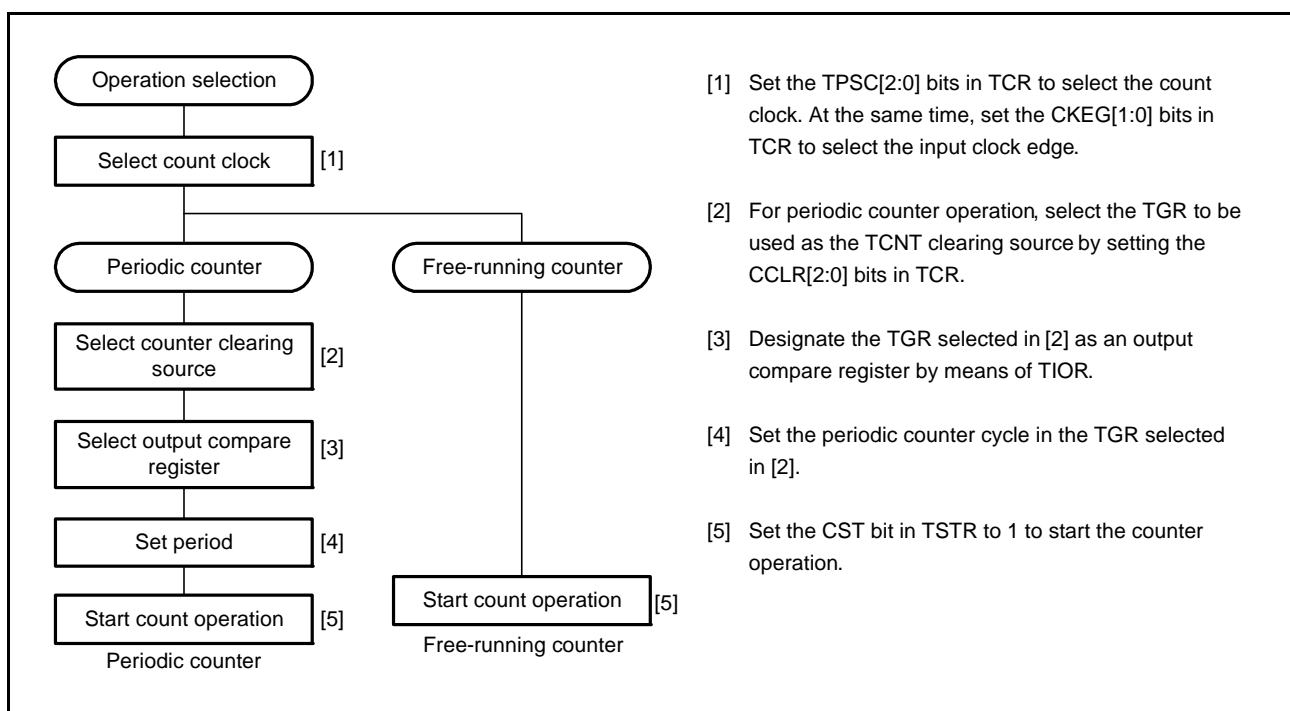 Operation selection
Select count clock
[1]
Periodic counter
Free-running counter
Select counter clearing
source
[2]
Select output compare
register
[3]
Set period
[4]
Start count operation
[5]
Periodic counter
Start count operation
[5]
Free-running counter
[1] Set the TPSC[2:0] bits in TCR to select the count
clock. At the same time, set the CKEG[1:0] bits in
TCR to select the input clock edge.
[2] For periodic counter operation, select the TGR to be
used as the TCNT clearing source by setting the
CCLR[2:0] bits in TCR.
[3] Designate the TGR selected in [2] as an output
compare register by means of TIOR.
[4] Set the periodic counter cycle in the TGR selected
in [2].
[5] Set the CST bit in TSTR to 1 to start the counter
operation.